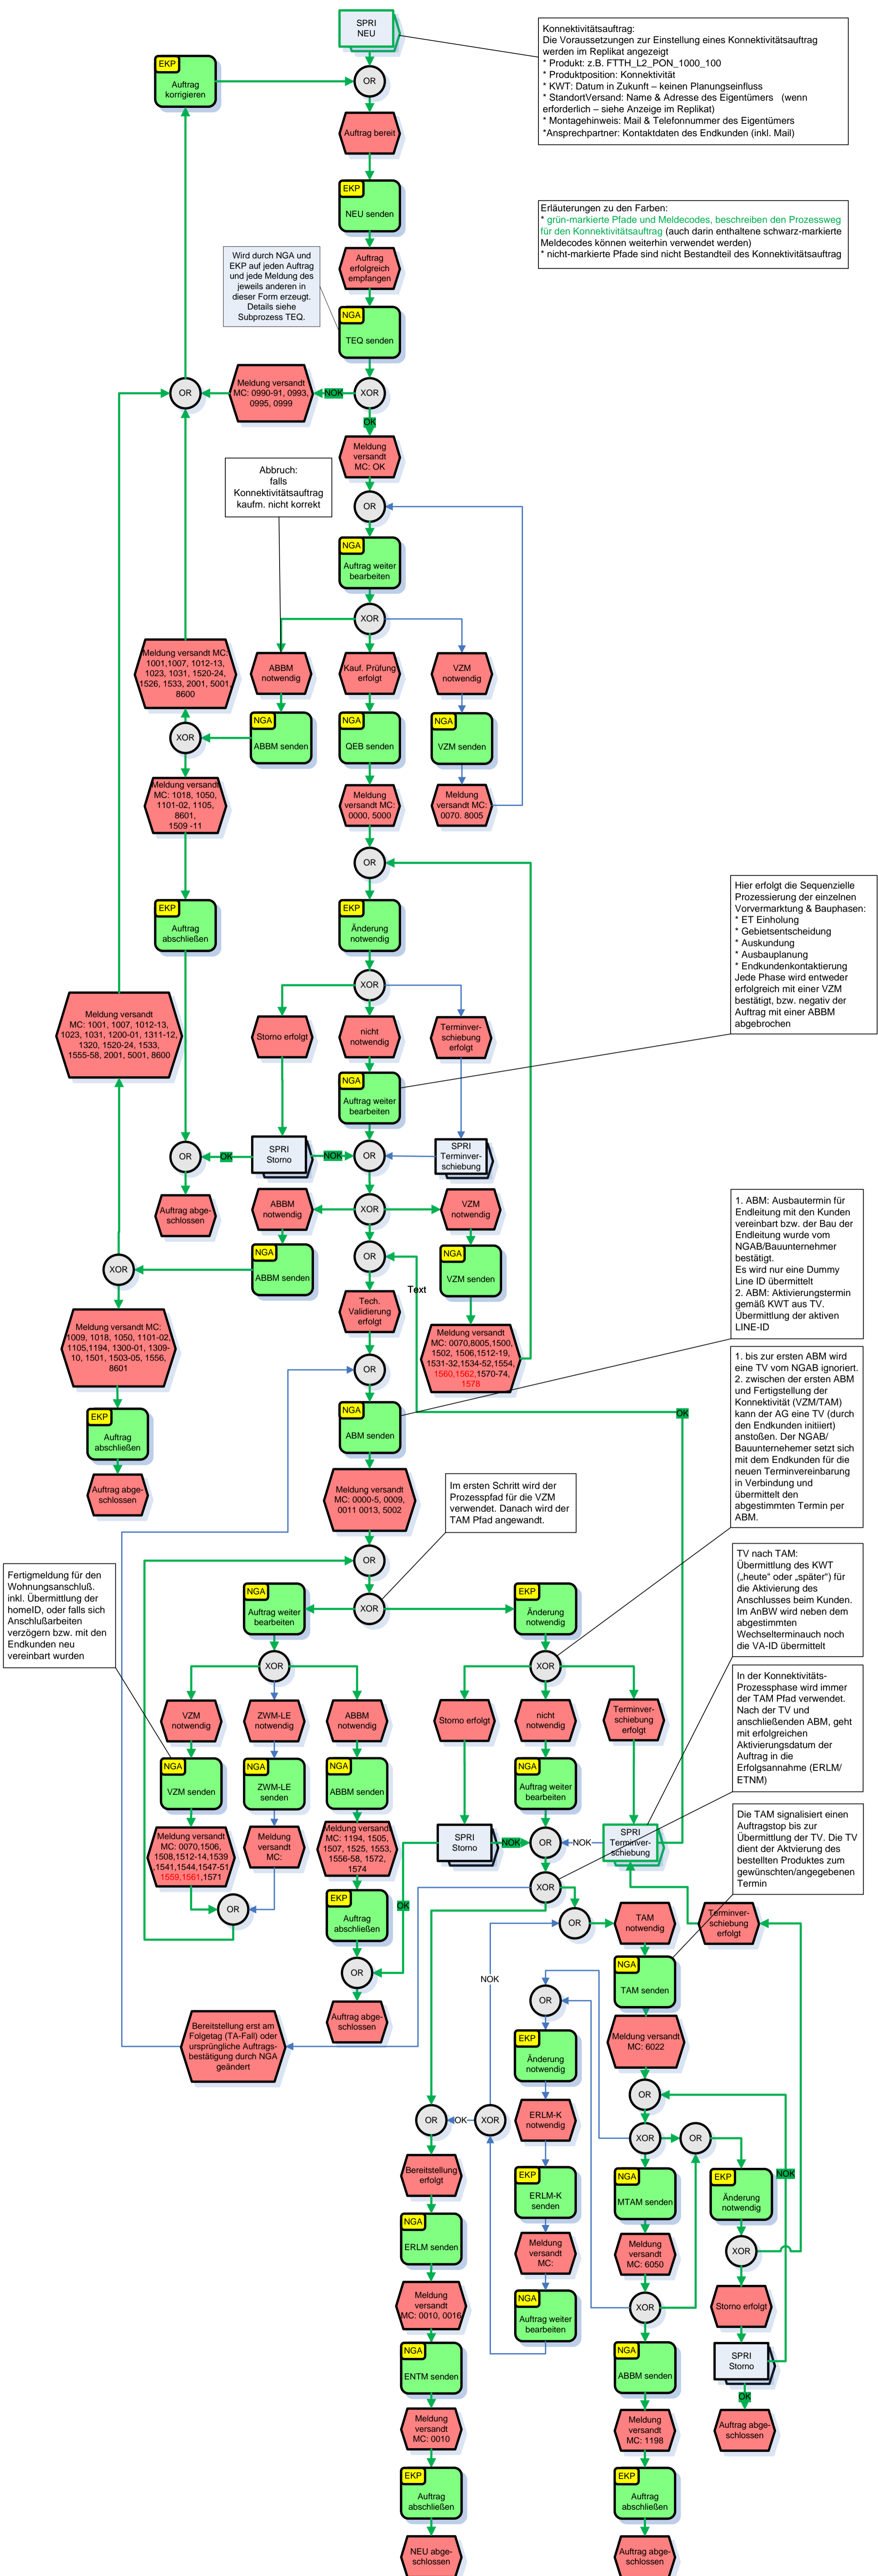 SPRI
NEU
Konnektivitätsauftrag:
Die Voraussetzungen zur Einstellung eines Konnektivitätsauftrag
werden im Replikat angezeigt
* Produkt: z.B. FTTH_L2_PON_1000_100
* Produktposition: Konnektivität
* KWT: Datum in Zukunft – keinen Planungseinfluss
* StandortVersand: Name & Adresse des Eigentümers (wenn
erforderlich – siehe Anzeige im Replikat)
* Montagehinweis: Mail & Telefonnummer des Eigentümers
*Ansprechpartner: Kontaktdaten des Endkunden (inkl. Mail)
EKP
Auftrag
korrigieren
OR
Auftrag bereit
EKP
NEU senden
Erläuterungen zu den Farben:
* grün-markierte Pfade und Meldecodes, beschreiben den Prozessweg
für den Konnektivitätsauftrag (auch darin enthaltene schwarz-markierte
Meldecodes können weiterhin verwendet werden)
* nicht-markierte Pfade sind nicht Bestandteil des Konnektivitätsauftrag
Wird durch NGA und
EKP auf jeden Auftrag
und jede Meldung des
jeweils anderen in
dieser Form erzeugt.
Details siehe
Subprozess TEQ.
Auftrag
erfolgreich
empfangen
NGA
TEQ senden
OR
Meldung versandt
MC: 0990-91, 0993,
0995, 0999
NOK
XOR
OK
Meldung
versandt
MC: OK
Abbruch:
falls
Konnektivitätsauftrag
kaufm. nicht korrekt
OR
NGA
Auftrag weiter
bearbeiten
XOR
Meldung versandt MC:
1001,1007, 1012-13,
1023, 1031, 1520-24,
1526, 1533, 2001, 5001,
8600
ABBM
notwendig
Kauf. Prüfung
erfolgt
VZM
notwendig
XOR
NGA
ABBM senden
NGA
QEB senden
NGA
VZM senden
Meldung versandt
MC: 1018, 1050,
1101-02, 1105,
8601,
1509 -11
Meldung
versandt MC:
0000, 5000
Meldung
versandt MC:
0070. 8005
OR
EKP
Auftrag
abschließen
EKP
Änderung
notwendig
Hier erfolgt die Sequenzielle
Prozessierung der einzelnen
Vorvermarktung & Bauphasen:
* ET Einholung
* Gebietsentscheidung
* Auskundung
* Ausbauplanung
* Endkundenkontaktierung
Jede Phase wird entweder
erfolgreich mit einer VZM
bestätigt, bzw. negativ der
Auftrag mit einer ABBM
abgebrochen
XOR
Meldung versandt
MC: 1001, 1007, 1012-13,
1023, 1031, 1200-01, 1311-12,
1320, 1520-24, 1533,
1555-58, 2001, 5001, 8600
Storno erfolgt
nicht
notwendig
Terminver-
schiebung
erfolgt
NGA
Auftrag weiter
bearbeiten
OR
OK
SPRI
Storno
NOK
OR
SPRI
Terminver-
schiebung
Auftrag abge-
schlossen
ABBM
notwendig
XOR
VZM
notwendig
1. ABM: Ausbautermin für
Endleitung mit den Kunden
vereinbart bzw. der Bau der
Endleitung wurde vom
NGAB/Bauunternehmer
bestätigt.
Es wird nur eine Dummy
Line ID übermittelt
2. ABM: Aktivierungstermin
gemäß KWT aus TV.
Übermittlung der aktiven
LINE-ID
XOR
NGA
ABBM senden
OR
NGA
VZM senden
Text
Tech.
Validierung
erfolgt
Meldung versandt MC:
1009, 1018, 1050, 1101-02,
1105,1194, 1300-01, 1309-
10, 1501, 1503-05, 1556,
8601
Meldung versandt
MC: 0070,8005,1500,
1502, 1506,1512-19,
1531-32,1534-52,1554,
1560,1562,1570-74,
1578
OR
1. bis zur ersten ABM wird
eine TV vom NGAB ignoriert.
2. zwischen der ersten ABM
und Fertigstellung der
Konnektivität (VZM/TAM)
kann der AG eine TV (durch
den Endkunden initiiert)
anstoßen. Der NGAB/
Bauunternehemer setzt sich
mit dem Endkunden für die
neuen Terminvereinbarung
in Verbindung und
übermittelt den
abgestimmten Termin per
ABM.
EKP
Auftrag
abschließen
NGA
ABM senden
OK
Auftrag abge-
schlossen
Meldung versandt
MC: 0000-5, 0009,
0011 0013, 5002
Im ersten Schritt wird der
Prozesspfad für die VZM
verwendet. Danach wird der
TAM Pfad angewandt.
OR
Fertigmeldung für den
Wohnungsanschluß.
inkl. Übermittlung der
homeID, oder falls sich
Anschlußarbeiten
verzögern bzw. mit den
Endkunden neu
vereinbart wurden
NGA
Auftrag weiter
bearbeiten
XOR
EKP
Änderung
notwendig
TV nach TAM:
Übermittlung des KWT
(„heute“ oder „später“) für
die Aktivierung des
Anschlusses beim Kunden.
Im AnBW wird neben dem
abgestimmten
Wechselterminauch noch
die VA-ID übermittelt
XOR
XOR
VZM
notwendig
ZWM-LE
notwendig
ABBM
notwendig
Storno erfolgt
nicht
notwendig
Terminver-
schiebung
erfolgt
In der Konnektivitäts-
Prozessphase wird immer
der TAM Pfad verwendet.
Nach der TV und
anschließenden ABM, geht
mit erfolgreichen
Aktivierungsdatum der
Auftrag in die
Erfolgsannahme (ERLM/
ETNM)
NGA
VZM senden
NGA
ZWM-LE
senden
NGA
ABBM senden
NGA
Auftrag weiter
bearbeiten
Meldung versandt
MC: 0070,1506,
1508,1512-14,1539
,1541,1544,1547-51
1559,1561,1571
Meldung
versandt
MC:
Meldung versandt
MC: 1194, 1505,
1507, 1525, 1553,
1556-58, 1572,
1574
SPRI
Storno
NOK
OR
NOK
SPRI
Terminver-
schiebung
Die TAM signalisiert einen
Auftragstop bis zur
Übermittlung der TV. Die TV
dient der Aktivierung des
bestellten Produktes zum
gewünschten/angegebenen
Termin
XOR
OR
EKP
Auftrag
abschließen
OK
OR
TAM
notwendig
Terminver-
schiebung
erfolgt
OR
NOK
NGA
TAM senden
Auftrag abge-
schlossen
OR
Bereitstellung erst am
Folgetag (TA-Fall) oder
ursprüngliche Auftrags-
bestätigung durch NGA
geändert
EKP
Änderung
notwendig
Meldung versandt
MC: 6022
OR
OR
OK
XOR
ERLM-K
notwendig
XOR
OR
NOK
Bereitstellung
erfolgt
EKP
ERLM-K
senden
NGA
MTAM senden
EKP
Änderung
notwendig
NGA
ERLM senden
Meldung
versandt
MC:
Meldung
versandt
MC: 6050
XOR
Meldung
versandt
MC: 0010, 0016
NGA
Auftrag weiter
bearbeiten
XOR
Storno erfolgt
NGA
ENTM senden
NGA
ABBM senden
SPRI
Storno
OK
Meldung
versandt
MC: 0010
Meldung
versandt
MC: 1198
Auftrag abge-
schlossen
EKP
Auftrag
abschließen
EKP
Auftrag
abschließen
NEU abge-
schlossen
Auftrag abge-
schlossen